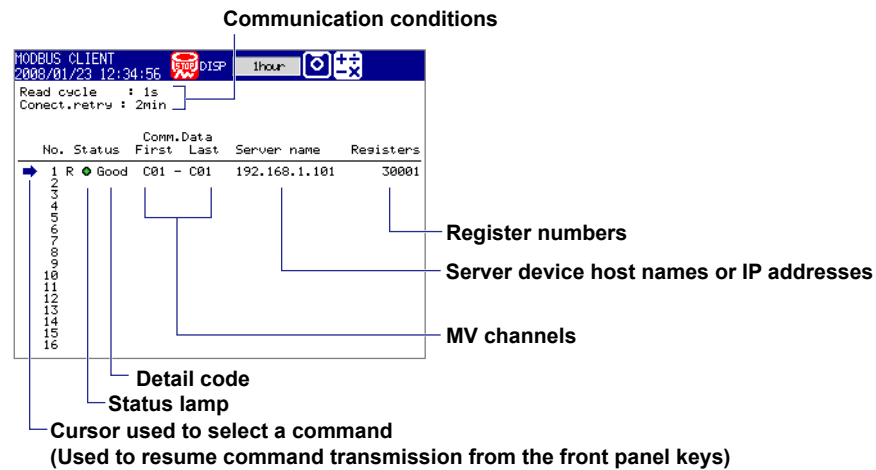 Communication conditions
MODBUS CLIENT
2008/01/23 12:34:56 STOP DISP 1hour
Read cycle : 1s
Conect.retry : 2min
Comm.Data
No. Status First Last Server name Registers
1 R Good C01 - C01 192.168.1.101 30001
2
3
4
5
6
7
8
9
10
11
12
13
14
15
16
Register numbers
Server device host names or IP addresses
MV channels
Detail code
Status lamp
Cursor used to select a command
(Used to resume command transmission from the front panel keys)